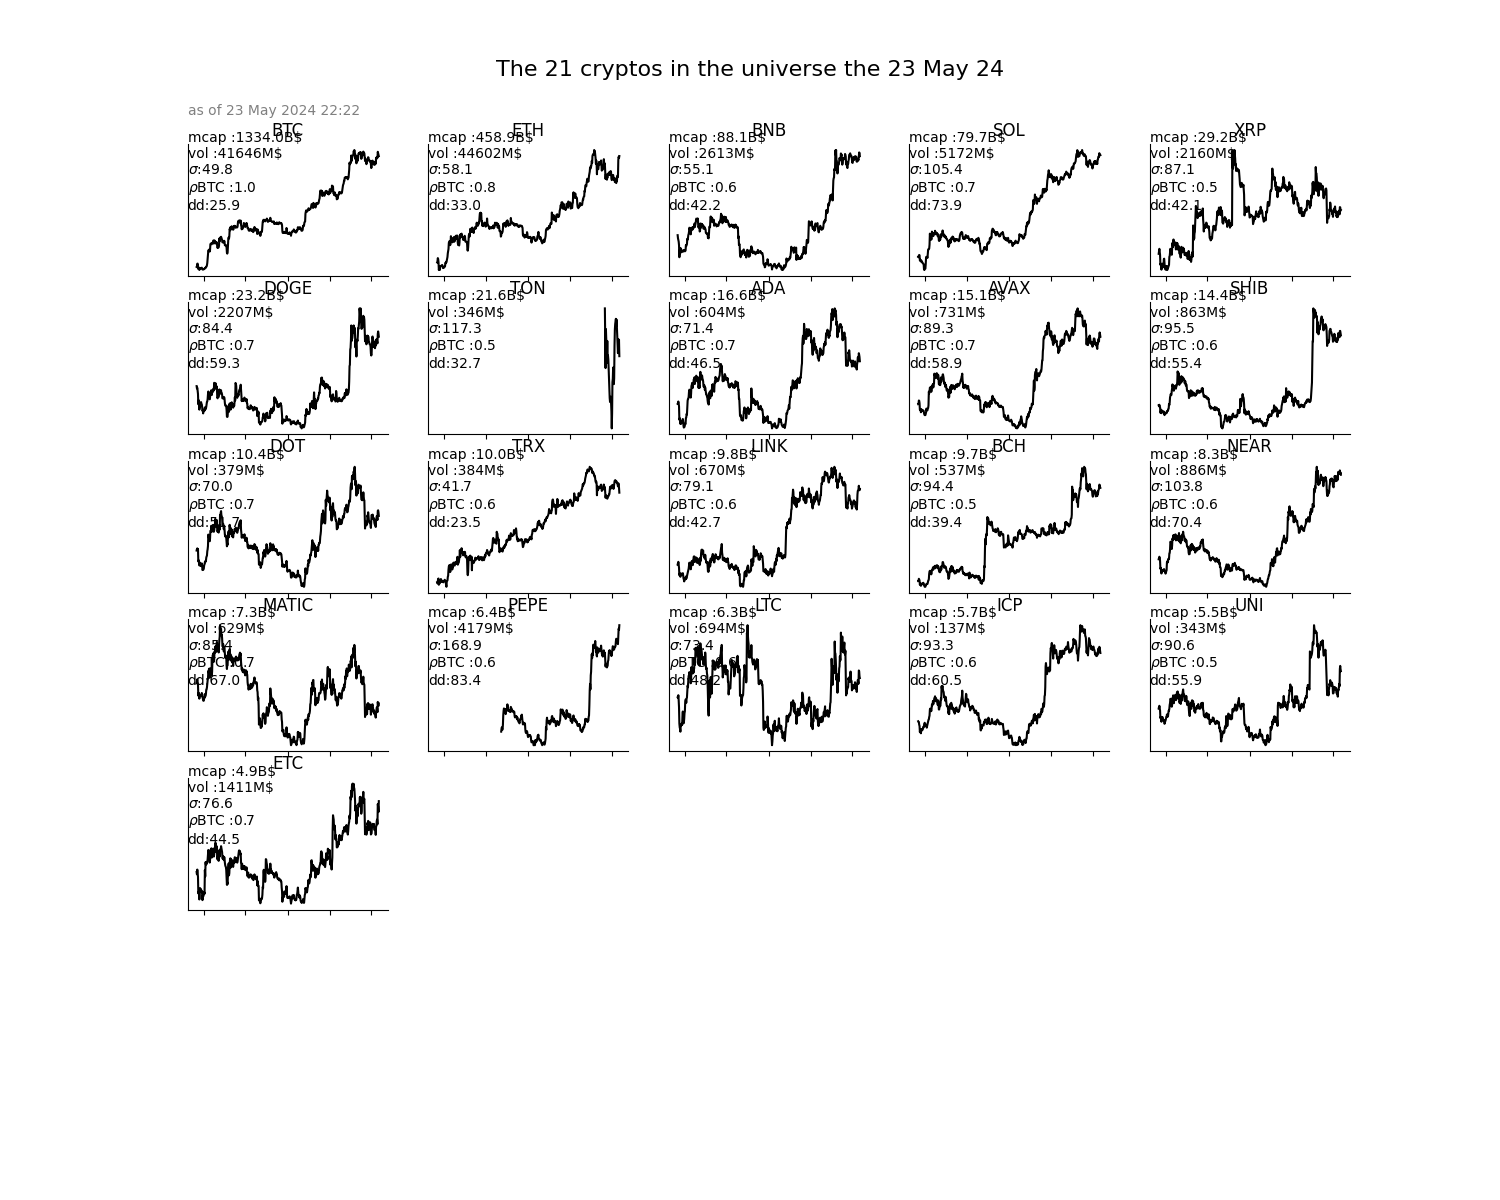 The 21 cryptos in the universe the 23 May 24
as of 23 May 2024 22:22
BTC
mcap :1334.0B$
vol :41646M$
σ:49.8
ρBTC :1.0
dd:25.9
ETH
mcap :458.9B$
vol :44602M$
σ:58.1
ρBTC :0.8
dd:33.0
BNB
mcap :88.1B$
vol :2613M$
σ:55.1
ρBTC :0.6
dd:42.2
SOL
mcap :79.7B$
vol :5172M$
σ:105.4
ρBTC :0.7
dd:73.9
XRP
mcap :29.2B$
vol :2160M$
σ:87.1
ρBTC :0.5
dd:42.1
DOGE
mcap :23.2B$
vol :2207M$
σ:84.4
ρBTC :0.7
dd:59.3
TON
mcap :21.6B$
vol :346M$
σ:117.3
ρBTC :0.5
dd:32.7
ADA
mcap :16.6B$
vol :604M$
σ:71.4
ρBTC :0.7
dd:46.5
AVAX
mcap :15.1B$
vol :731M$
σ:89.3
ρBTC :0.7
dd:58.9
SHIB
mcap :14.4B$
vol :863M$
σ:95.5
ρBTC :0.6
dd:55.4
DOT
mcap :10.4B$
vol :379M$
σ:70.0
ρBTC :0.7
TRX
mcap :10.0B$
vol :384M$
σ:41.7
ρBTC :0.6
dd:23.5
LINK
mcap :9.8B$
vol :670M$
σ:79.1
ρBTC :0.6
dd:42.7
BCH
mcap :9.7B$
vol :537M$
σ:94.4
ρBTC :0.5
dd:39.4
NEAR
mcap :8.3B$
vol :886M$
σ:103.8
ρBTC :0.6
dd:70.4
MATIC
mcap :7.3B$
vol :629M$
σ:85.4
ρBTC :0.7
dd:67.0
PEPE
mcap :6.4B$
vol :4179M$
σ:168.9
ρBTC :0.6
dd:83.4
LTC
mcap :6.3B$
vol :694M$
σ:73.4
ρBTC :0.6
dd:48.2
ICP
mcap :5.7B$
vol :137M$
σ:93.3
ρBTC :0.6
dd:60.5
UNI
mcap :5.5B$
vol :343M$
σ:90.6
ρBTC :0.5
dd:55.9
ETC
mcap :4.9B$
vol :1411M$
σ:76.6
ρBTC :0.7
dd:44.5